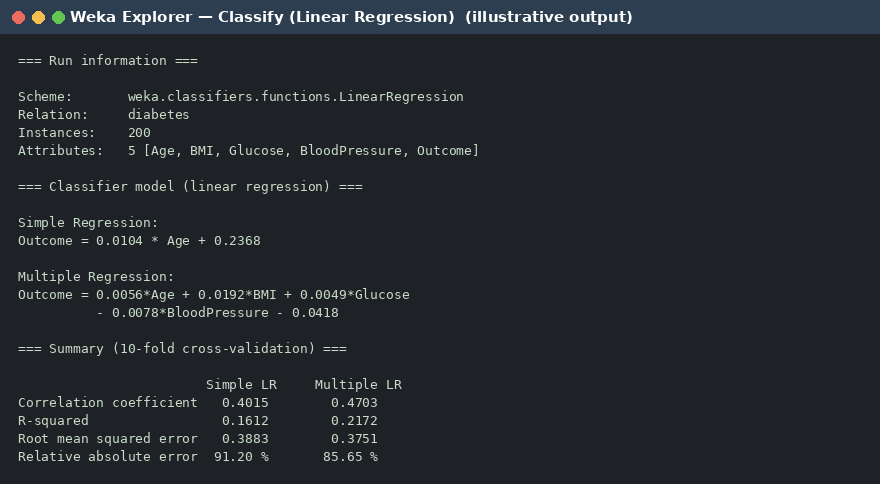 Weka Explorer — Classify (Linear Regression)  (illustrative output)
=== Run information ===
Scheme:       weka.classifiers.functions.LinearRegression
Relation:     diabetes
Instances:    200
Attributes:   5 [Age, BMI, Glucose, BloodPressure, Outcome]
=== Classifier model (linear regression) ===
Simple Regression:
Outcome = 0.0104 * Age + 0.2368
Multiple Regression:
Outcome = 0.0056*Age + 0.0192*BMI + 0.0049*Glucose
          - 0.0078*BloodPressure - 0.0418
=== Summary (10-fold cross-validation) ===
                        Simple LR     Multiple LR
Correlation coefficient   0.4015        0.4703
R-squared                 0.1612        0.2172
Root mean squared error   0.3883        0.3751
Relative absolute error  91.20 %       85.65 %